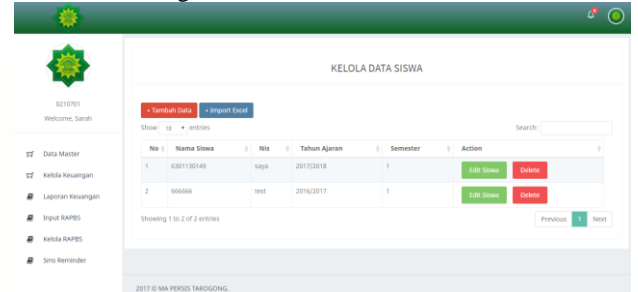 KELOLA DATA SISWA
0210701
Welcome, Sarah
Data Master
Kelola Keuangan
Laporan Keuangan
Input RAPBS
Kelola RAPBS
Sms Reminder
+ Tambah Data + Import Excel
Show 10 entries Search:
No Nama Siswa Nis Tahun Ajaran Semester Action
1 6301130149 saya 2017/2018 1 Edit Siswa Delete
2 666666 test 2016/2017 1 Edit Siswa Delete
Showing 1 to 2 of 2 entries Previous 1 Next
2017 © MA PERSIS TAROGONG.